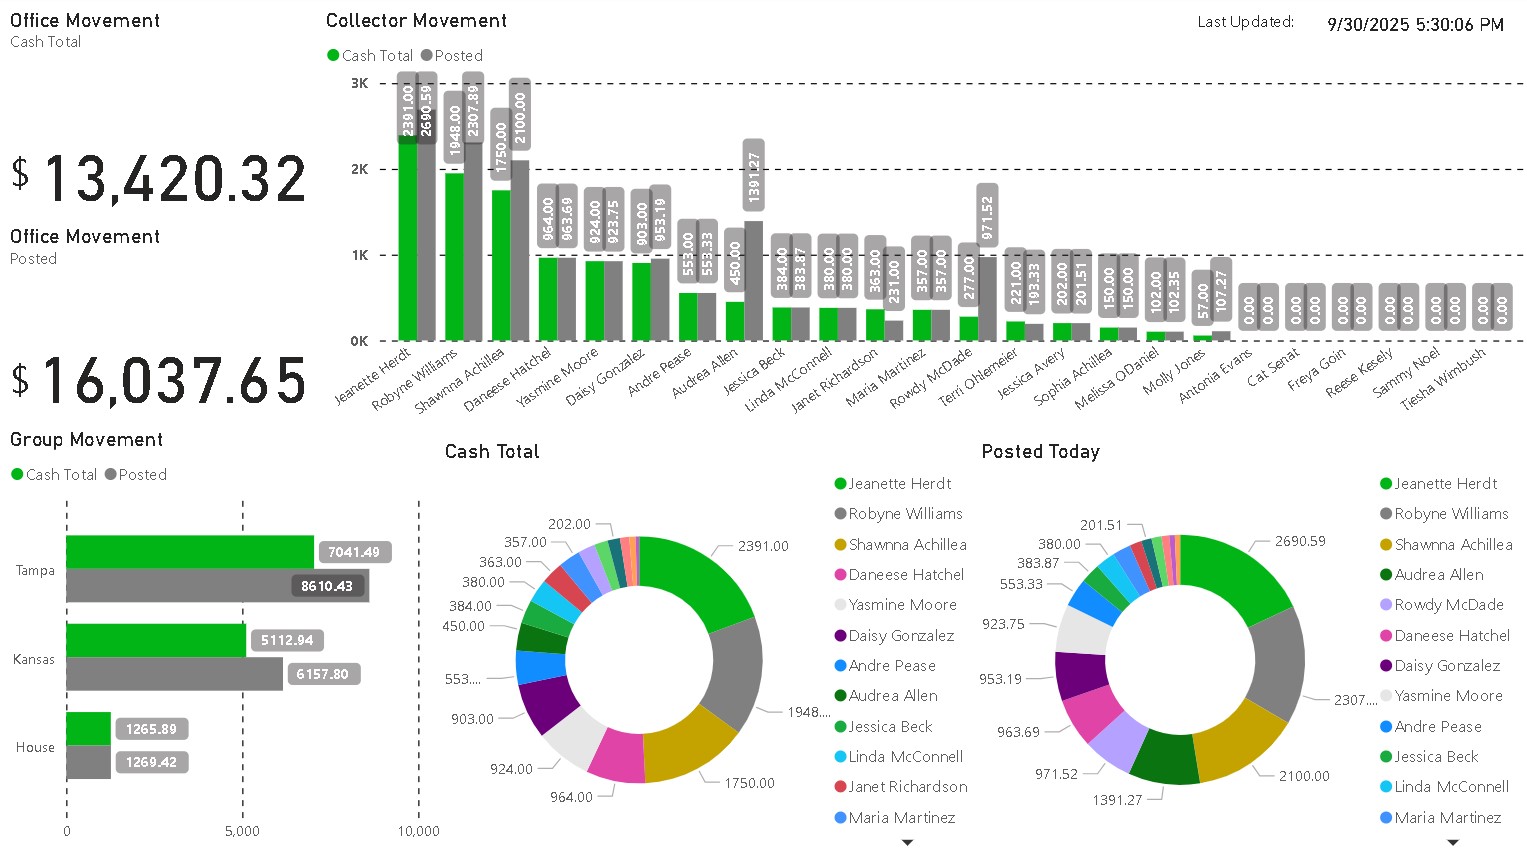 Office Movement
Cash Total
$ 13,420.32
Office Movement
Posted
$ 16,037.65
Collector Movement
Last Updated: 9/30/2025 5:30:06 PM
Cash Total Posted
3K
2K
1K
0K
2391.00 2690.59
1948.00 2307.89
1750.00 2100.00
964.00 963.69
924.00 923.75
903.00 953.19
553.00 553.33
450.00 1391.27
384.00 383.87
380.00 380.00
363.00 231.00
357.00 357.00
277.00 971.52
221.00 193.33
202.00 201.51
150.00 150.00
102.00 102.35
57.00 107.27
0.00 0.00
0.00 0.00
0.00 0.00
0.00 0.00
0.00 0.00
0.00 0.00
Jeanette Herdt
Robyne Williams
Shawnna Achillea
Daneese Hatchel
Yasmine Moore
Daisy Gonzalez
Andre Pease
Audrea Allen
Jessica Beck
Linda McConnell
Janet Richardson
Maria Martinez
Rowdy McDade
Terri Ohlemeier
Jessica Avery
Sophia Achillea
Melissa ODaniel
Molly Jones
Antonia Evans
Cat Senat
Freya Goin
Reese Kesely
Sammy Noel
Tiesha Wimbush
Group Movement
Cash Total Posted
Tampa
7041.49
8610.43
Kansas
5112.94
6157.80
House
1265.89
1269.42
0 5,000 10,000
Cash Total
202.00
357.00
363.00
380.00
384.00
450.00
553....
903.00
924.00
964.00
2391.00
1948....
1750.00
Jeanette Herdt
Robyne Williams
Shawnna Achillea
Daneese Hatchel
Yasmine Moore
Daisy Gonzalez
Andre Pease
Audrea Allen
Jessica Beck
Linda McConnell
Janet Richardson
Maria Martinez
Posted Today
201.51
380.00
383.87
553.33
923.75
953.19
963.69
971.52
1391.27
2690.59
2307....
2100.00
Jeanette Herdt
Robyne Williams
Shawnna Achillea
Audrea Allen
Rowdy McDade
Daneese Hatchel
Daisy Gonzalez
Yasmine Moore
Andre Pease
Jessica Beck
Linda McConnell
Maria Martinez